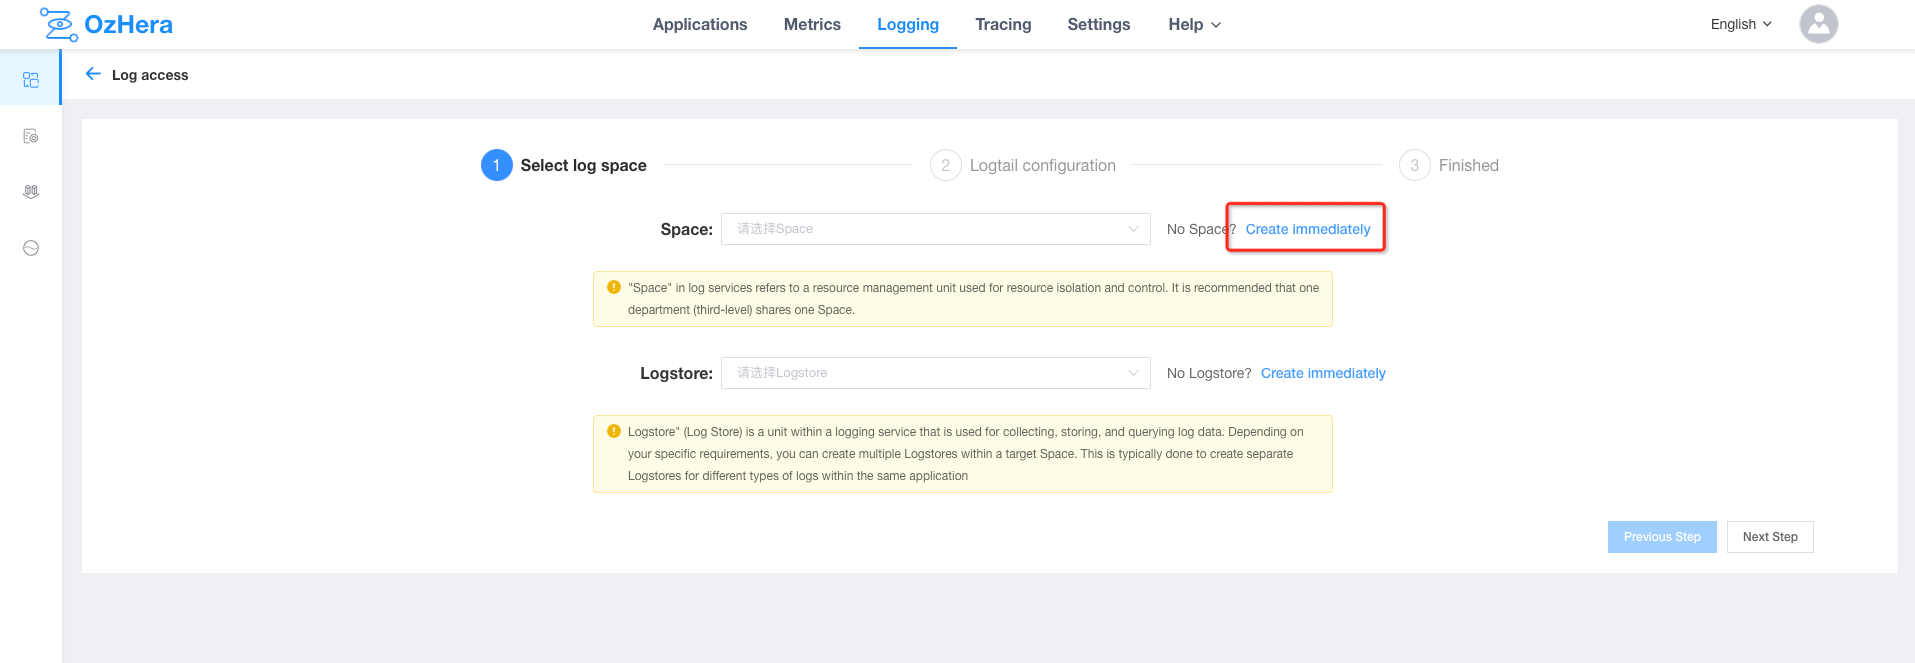 OzHera
Applications Metrics Logging Tracing Settings Help
English
Log access
1 Select log space 2 Logtail configuration 3 Finished
Space: 请选择Space No Space? Create immediately
"Space" in log services refers to a resource management unit used for resource isolation and control. It is recommended that one
department (third-level) shares one Space.
Logstore: 请选择Logstore No Logstore? Create immediately
Logstore" (Log Store) is a unit within a logging service that is used for collecting, storing, and querying log data. Depending on
your specific requirements, you can create multiple Logstores within a target Space. This is typically done to create separate
Logstores for different types of logs within the same application
Previous Step Next Step